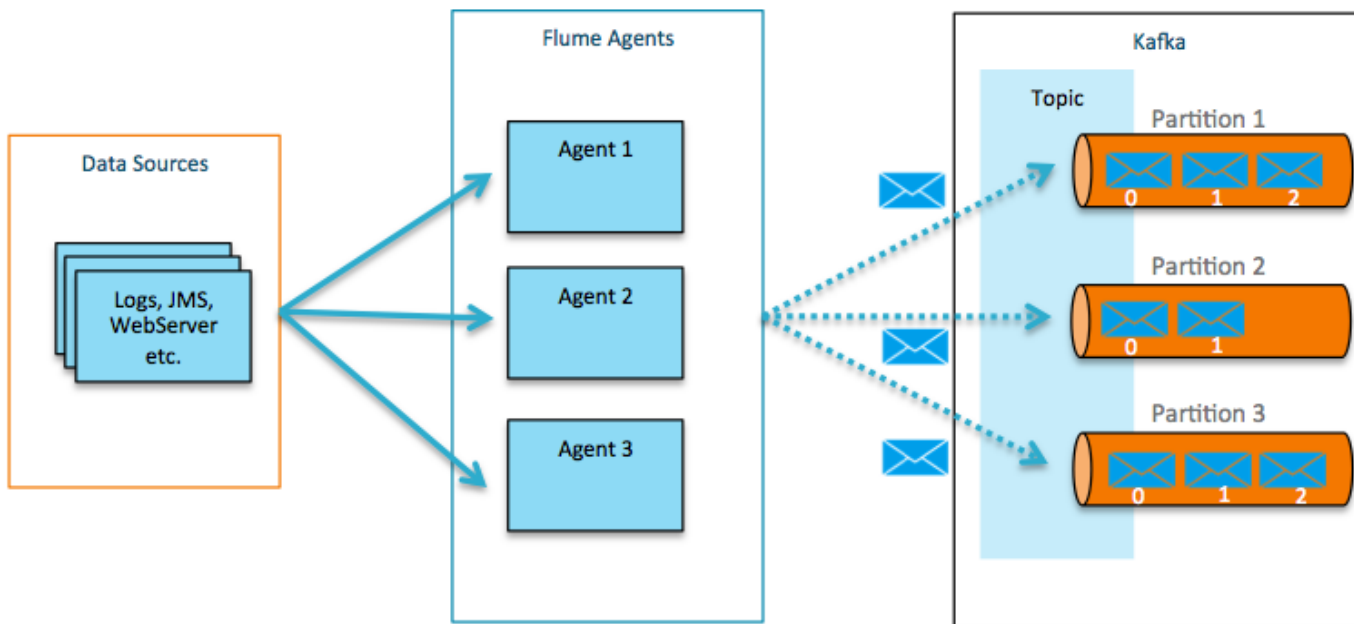 Data Sources
Logs, JMS,
WebServer
etc.
Flume Agents
Agent 1
Agent 2
Agent 3
Kafka
Topic
Partition 1
0 1 2
Partition 2
0 1
Partition 3
0 1 2